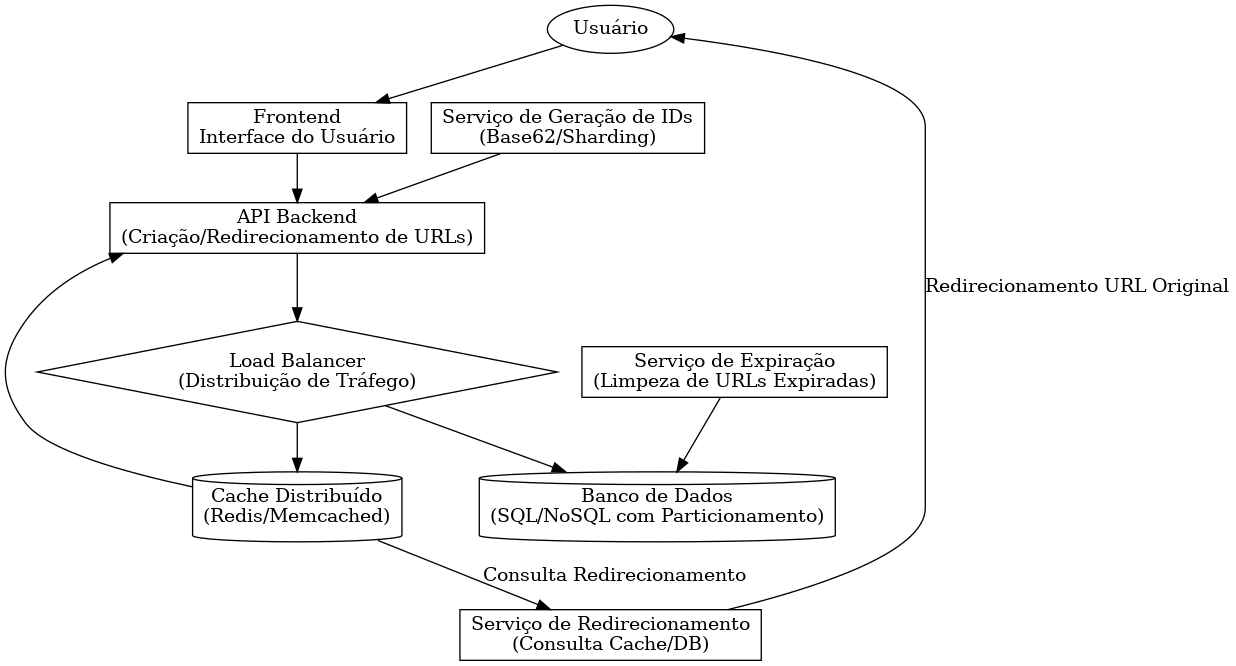 Usuário
Frontend
Interface do Usuário
Serviço de Geração de IDs
(Base62/Sharding)
API Backend
(Criação/Redirecionamento de URLs)
Redirecionamento URL Original
Load Balancer
(Distribuição de Tráfego)
Serviço de Expiração
(Limpeza de URLs Expiradas)
Cache Distribuído
(Redis/Memcached)
Banco de Dados
(SQL/NoSQL com Particionamento)
Consulta Redirecionamento
Serviço de Redirecionamento
(Consulta Cache/DB)